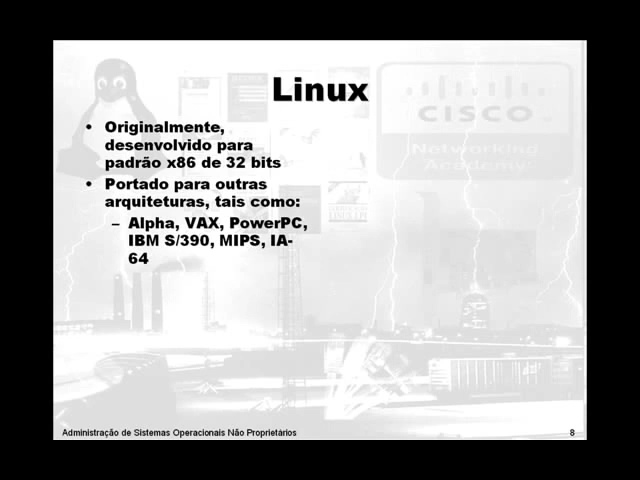 Linux
CISCO
Networking
Academy
• Originalmente,
desenvolvido para
padrão x86 de 32 bits
• Portado para outras
arquiteturas, tais como:
– Alpha, VAX, PowerPC,
IBM S/390, MIPS, IA-
64
Administração de Sistemas Operacionais Não Proprietários
8